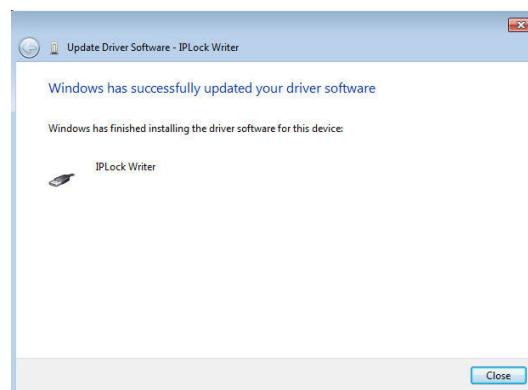 Update Driver Software - IPLock Writer
Windows has successfully updated your driver software
Windows has finished installing the driver software for this device:
IPLock Writer
Close